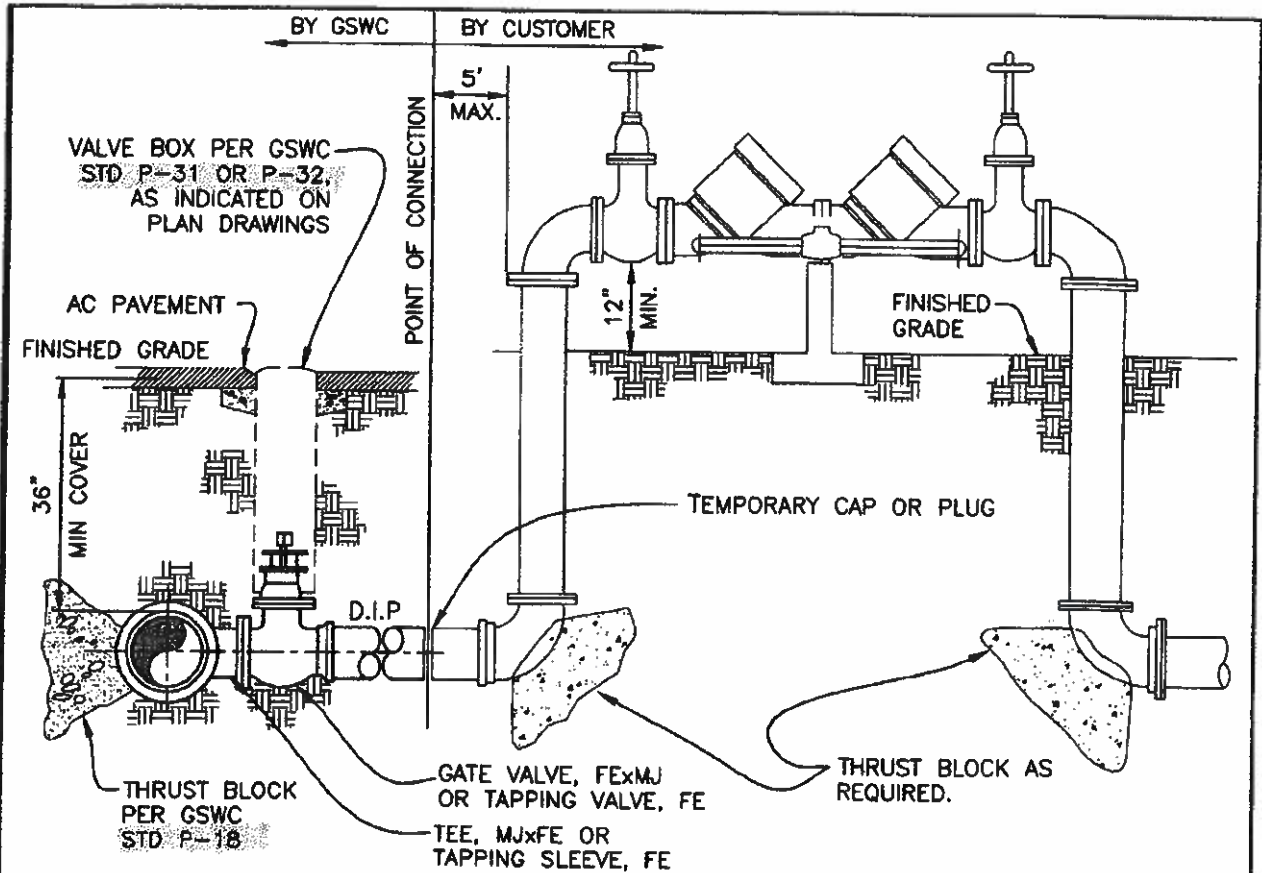 BY GSWC
BY CUSTOMER
5'
MAX.
VALVE BOX PER GSWC
STD P-31 OR P-32,
AS INDICATED ON
PLAN DRAWINGS
POINT OF CONNECTION
AC PAVEMENT
FINISHED GRADE
12"
MIN.
FINISHED
GRADE
36"
MIN COVER
TEMPORARY CAP OR PLUG
D.I.P
THRUST BLOCK
PER GSWC
STD P-18
GATE VALVE, FExMJ
OR TAPPING VALVE, FE
TEE, MJxFE OR
TAPPING SLEEVE, FE
THRUST BLOCK AS
REQUIRED.